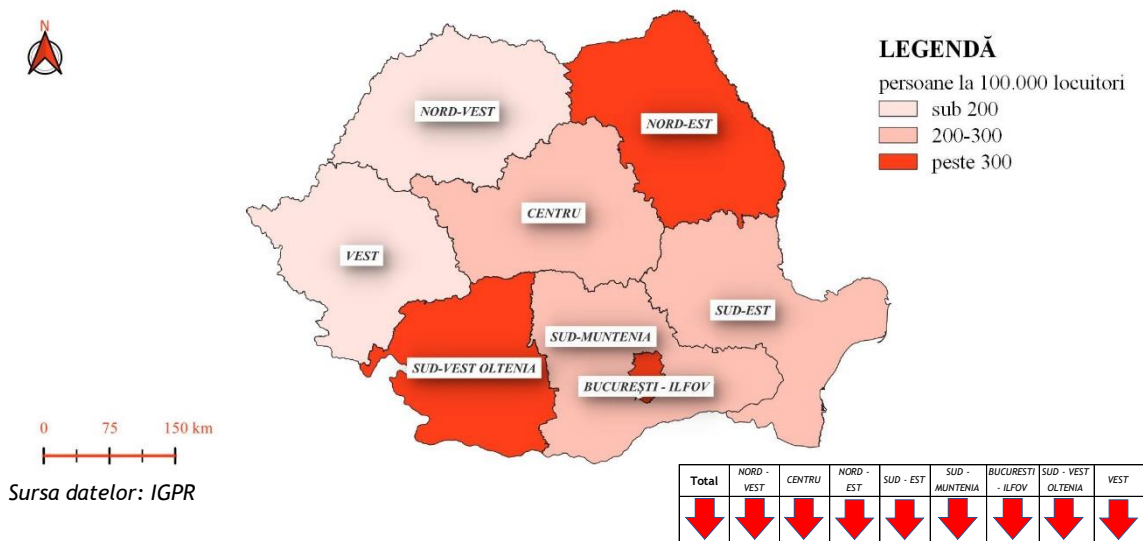 N
LEGENDĂ
persoane la 100.000 locuitori
sub 200
200-300
peste 300
NORD-VEST
NORD-EST
CENTRU
VEST
SUD-EST
SUD-MUNTENIA
SUD-VEST OLTENIA
BUCUREȘTI - ILFOV
0 75 150 km
Sursa datelor: IGPR
Total
NORD -
VEST
CENTRU
NORD -
EST
SUD - EST
SUD -
MUNTENIA
BUCURESTI
- ILFOV
SUD - VEST
OLTENIA
VEST